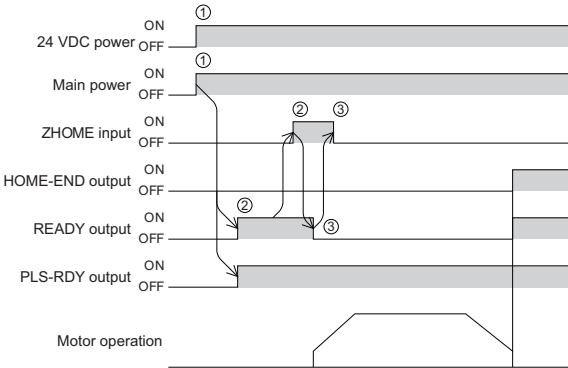 ①
ON
24 VDC power OFF
①
ON
Main power
OFF
② ③
ON
ZHOME input
OFF
ON
HOME-END output
OFF
②
ON
READY output
OFF
③
ON
PLS-RDY output
OFF
Motor operation